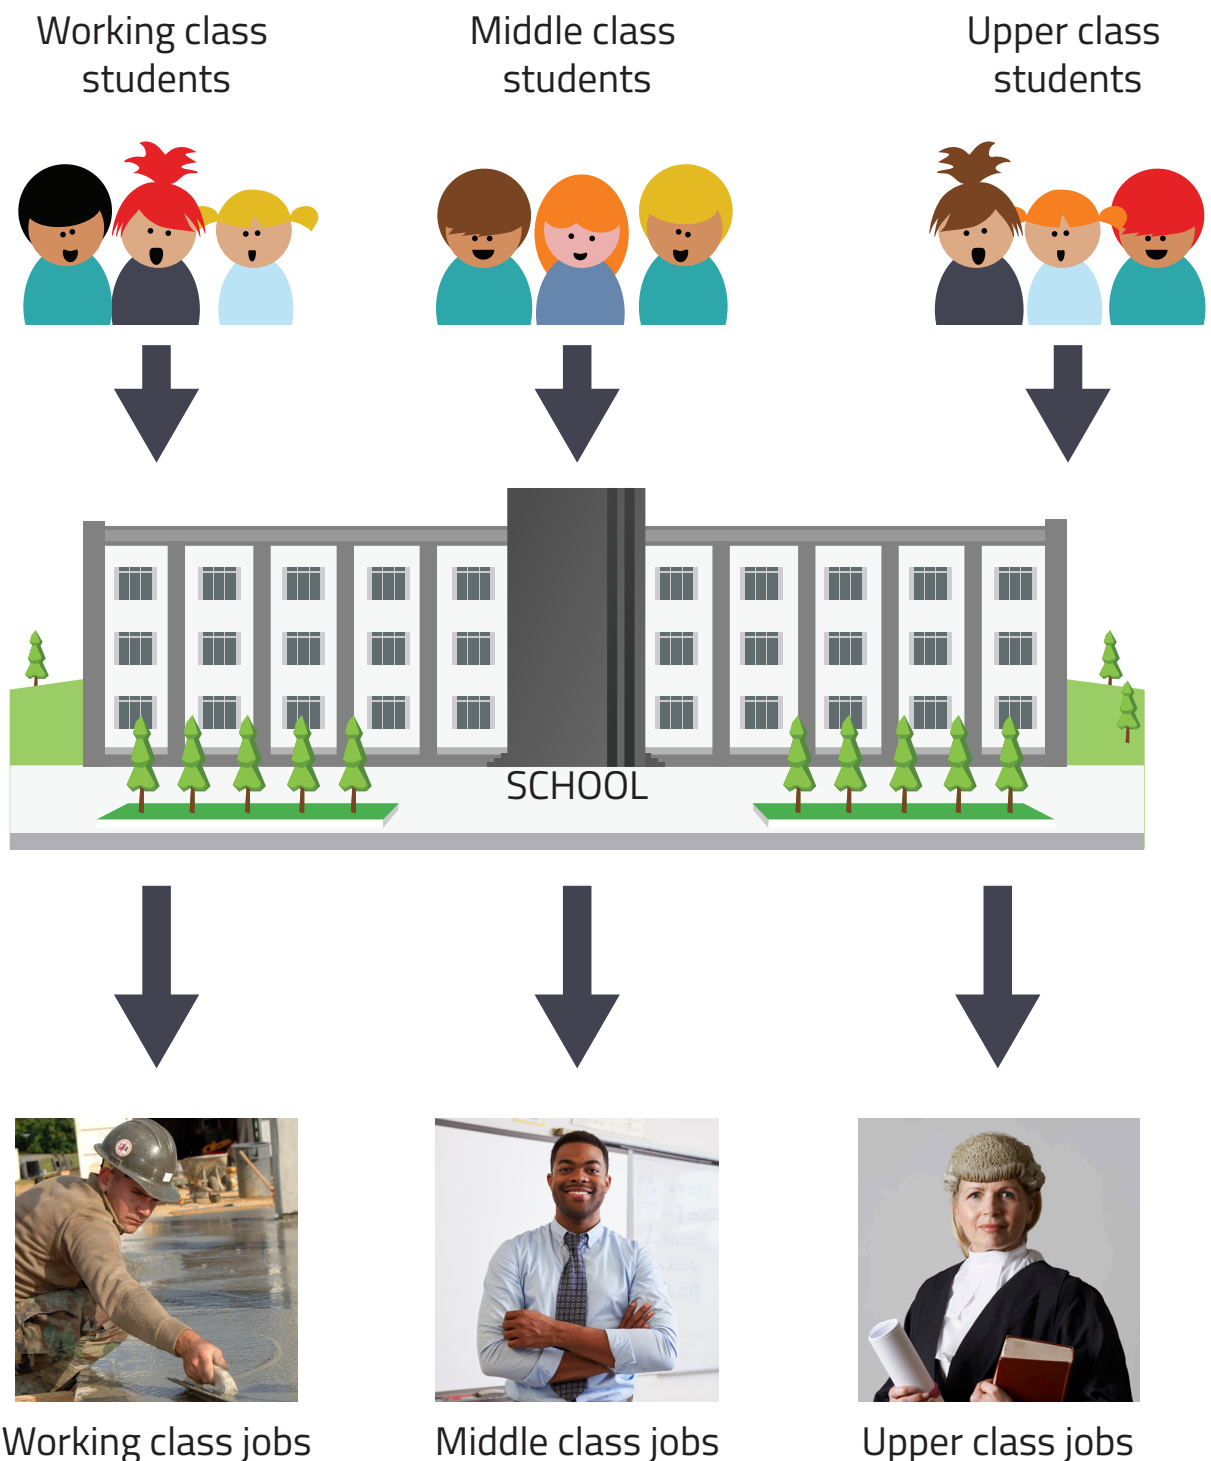 Working class
students
Middle class
students
Upper class
students
SCHOOL
Working class jobs
Middle class jobs
Upper class jobs